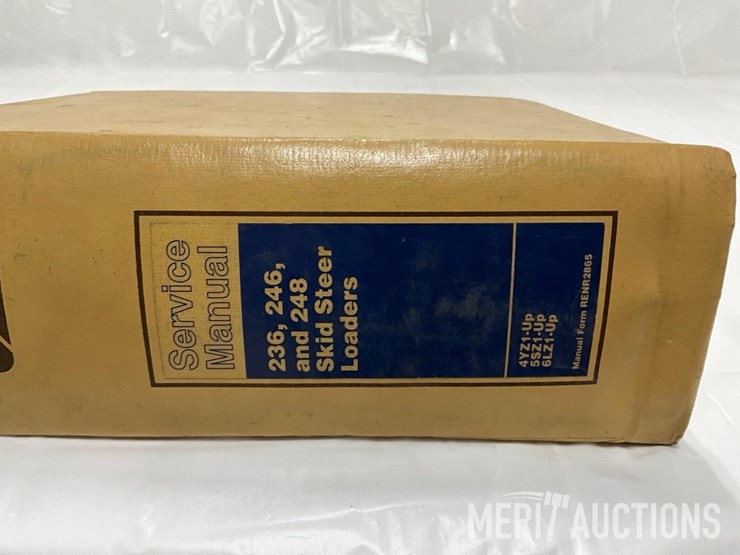 Service
Manual
236, 246,
and 248
Skid Steer
Loaders
4YZ1-Up
5SZ1-Up
6LZ1-Up
Manual Form RENR2865
MERIT AUCTIONS